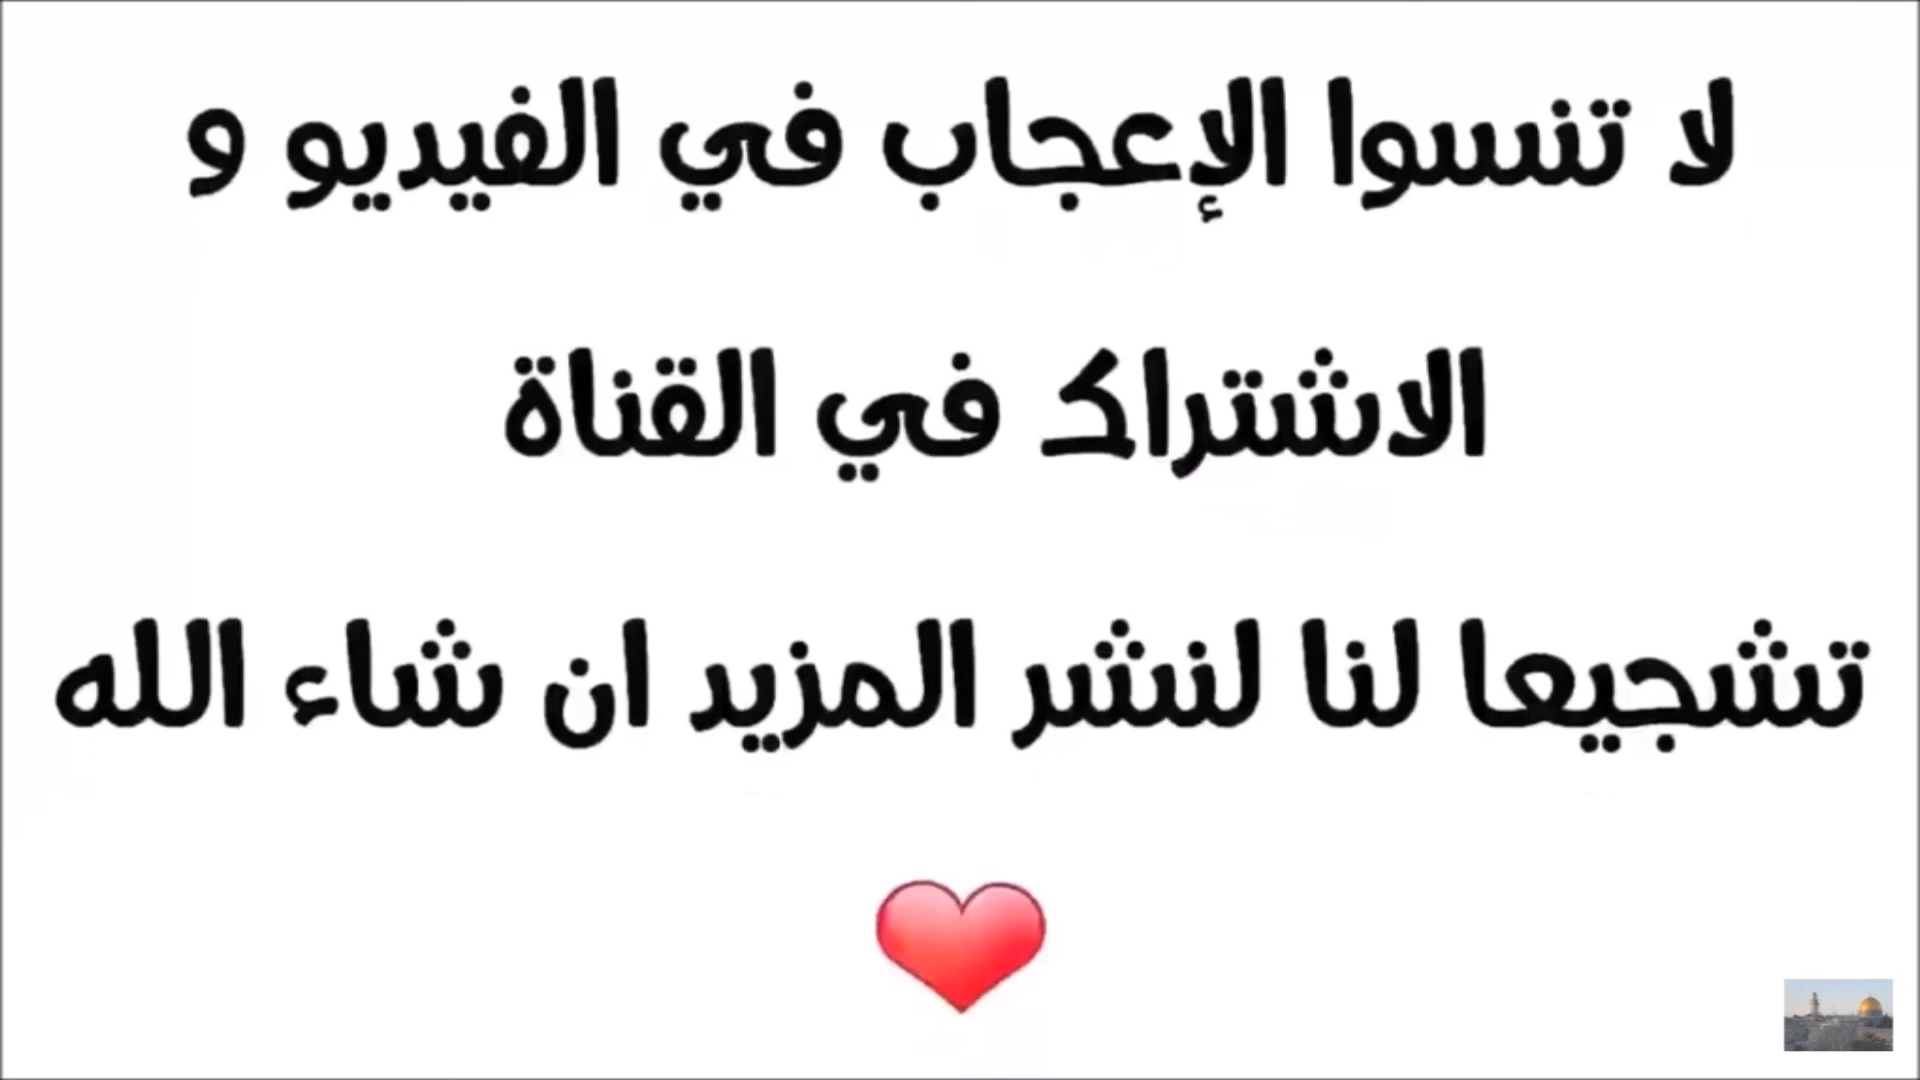 لا تنسوا الإعجاب في الفيديو و
الاشتراك في القناة
تشجيعا لنا لنشر المزيد ان شاء الله